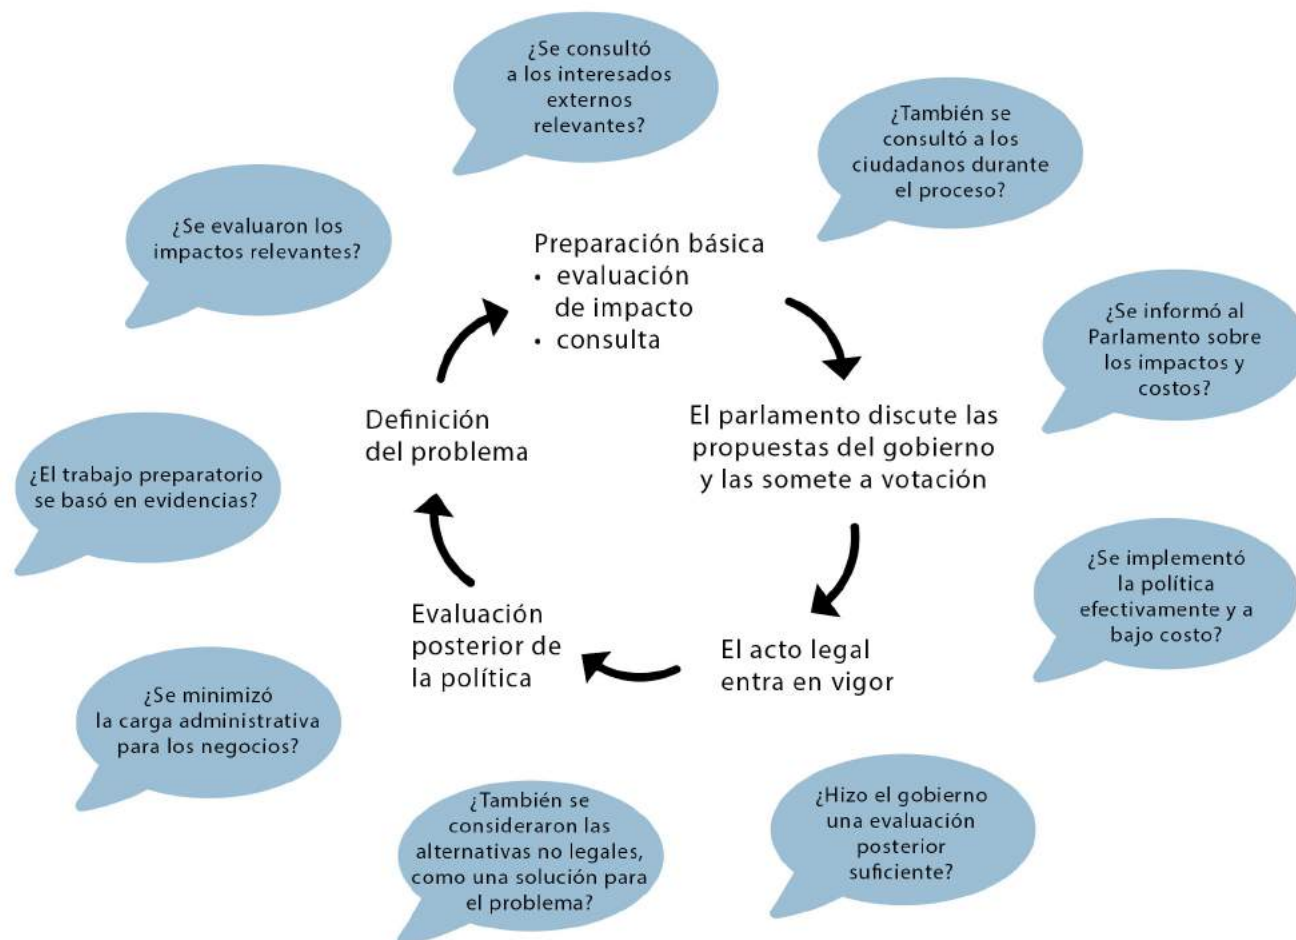 ¿Se consultó
a los interesados
externos
relevantes?
¿También se
consultó a los
ciudadanos durante
el proceso?
¿Se evaluaron los
impactos relevantes?
Preparación básica
• evaluación
de impacto
• consulta
¿Se informó al
Parlamento sobre
los impactos y
costos?
Definición
del problema
El parlamento discute las
propuestas del gobierno
y las somete a votación
¿El trabajo preparatorio
se basó en evidencias?
¿Se implementó
la política
efectivamente y a
bajo costo?
Evaluación
posterior de
la política
El acto legal
entra en vigor
¿Se minimizó
la carga administrativa
para los negocios?
¿También se
consideraron las
alternativas no legales,
como una solución para
el problema?
¿Hizo el gobierno
una evaluación
posterior
suficiente?